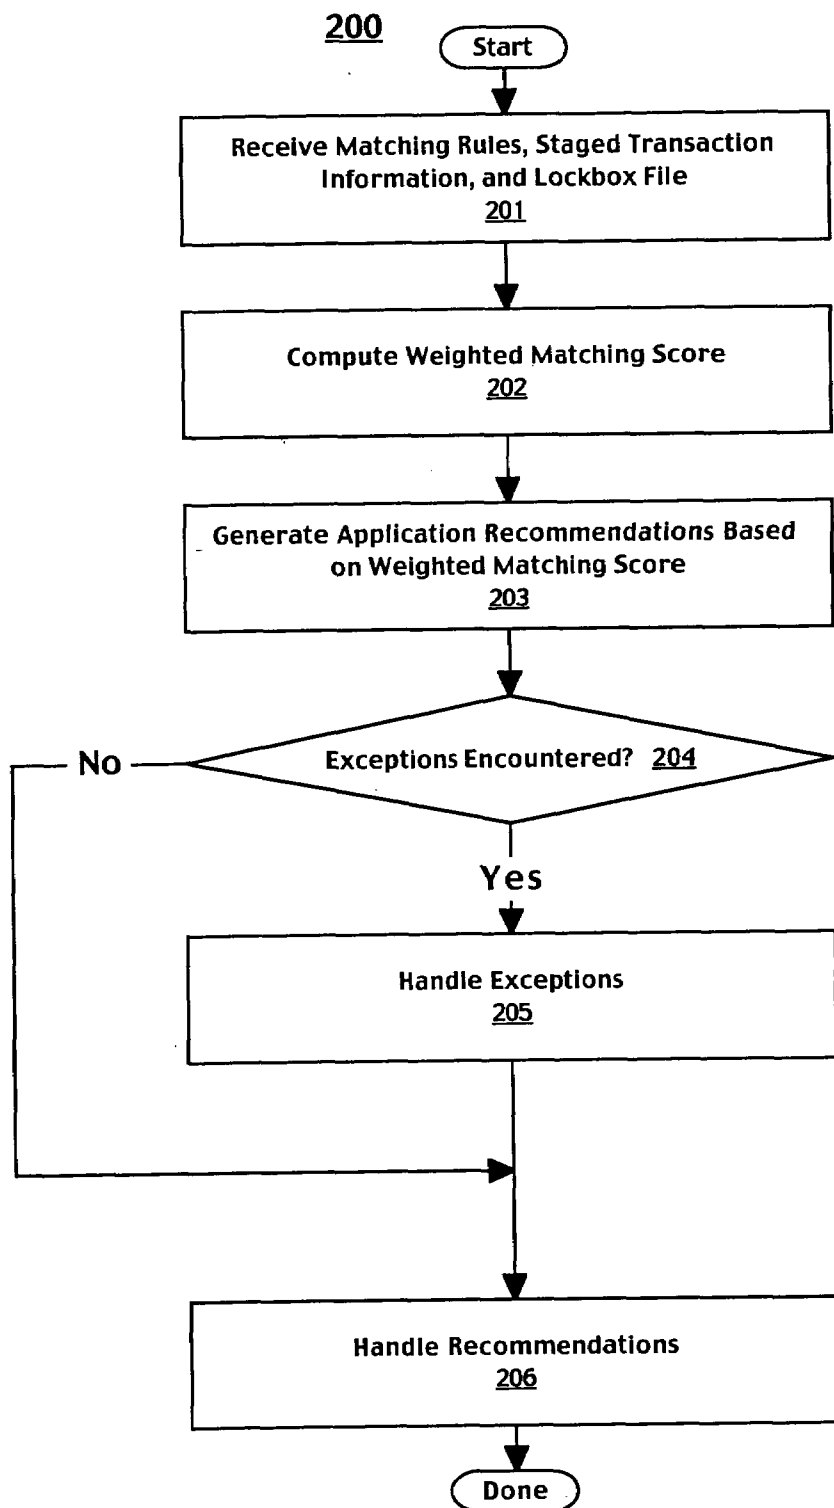 200
Start
Receive Matching Rules, Staged Transaction
Information, and Lockbox File
201
Compute Weighted Matching Score
202
Generate Application Recommendations Based
on Weighted Matching Score
203
Exceptions Encountered? 204
No
Yes
Handle Exceptions
205
Handle Recommendations
206
Done